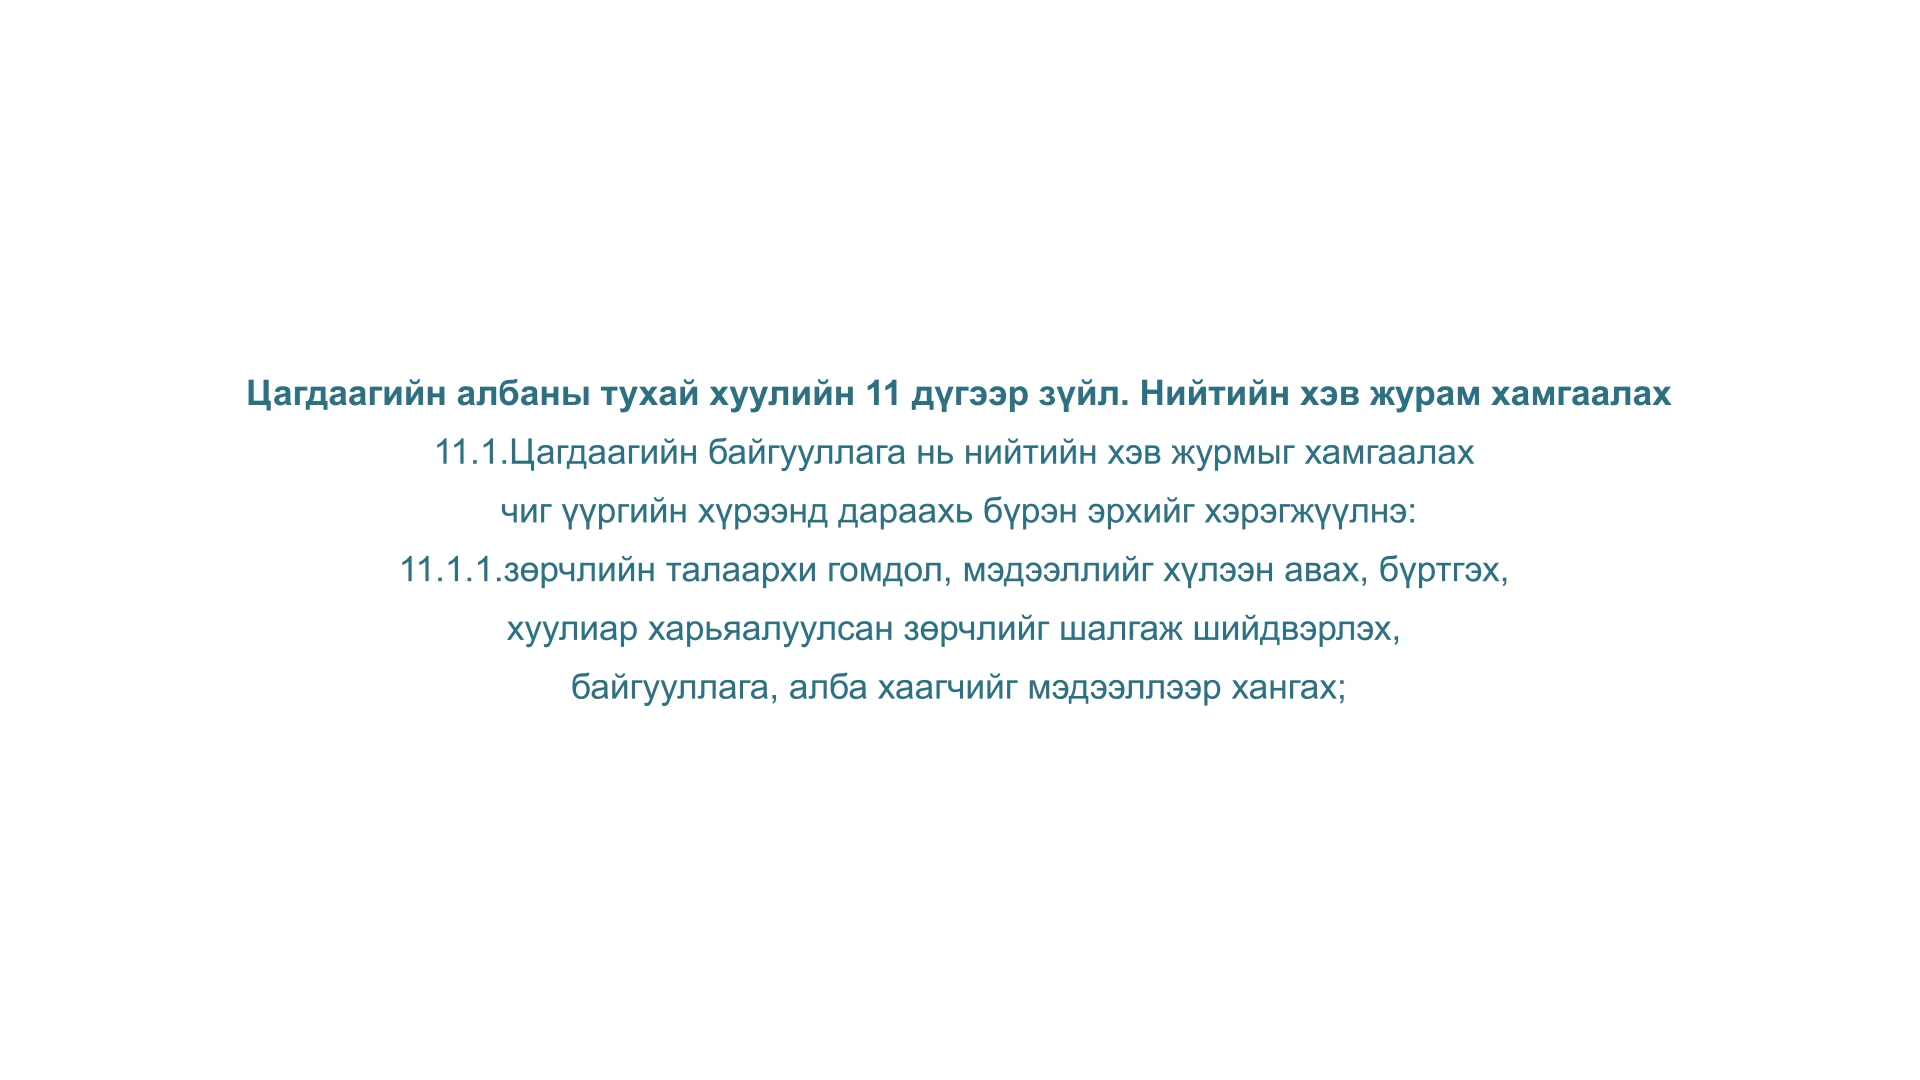 Цагдаагийн албаны тухай хуулийн 11 дүгээр зүйл. Нийтийн хэв журам хамгаалах
11.1.Цагдаагийн байгууллага нь нийтийн хэв журмыг хамгаалах
чиг үүргийн хүрээнд дараахь бүрэн эрхийг хэрэгжүүлнэ:
11.1.1.зөрчлийн талаархи гомдол, мэдээллийг хүлээн авах, бүртгэх,
хуулиар харьяалуулсан зөрчлийг шалгаж шийдвэрлэх,
байгууллага, алба хаагчийг мэдээллээр хангах;